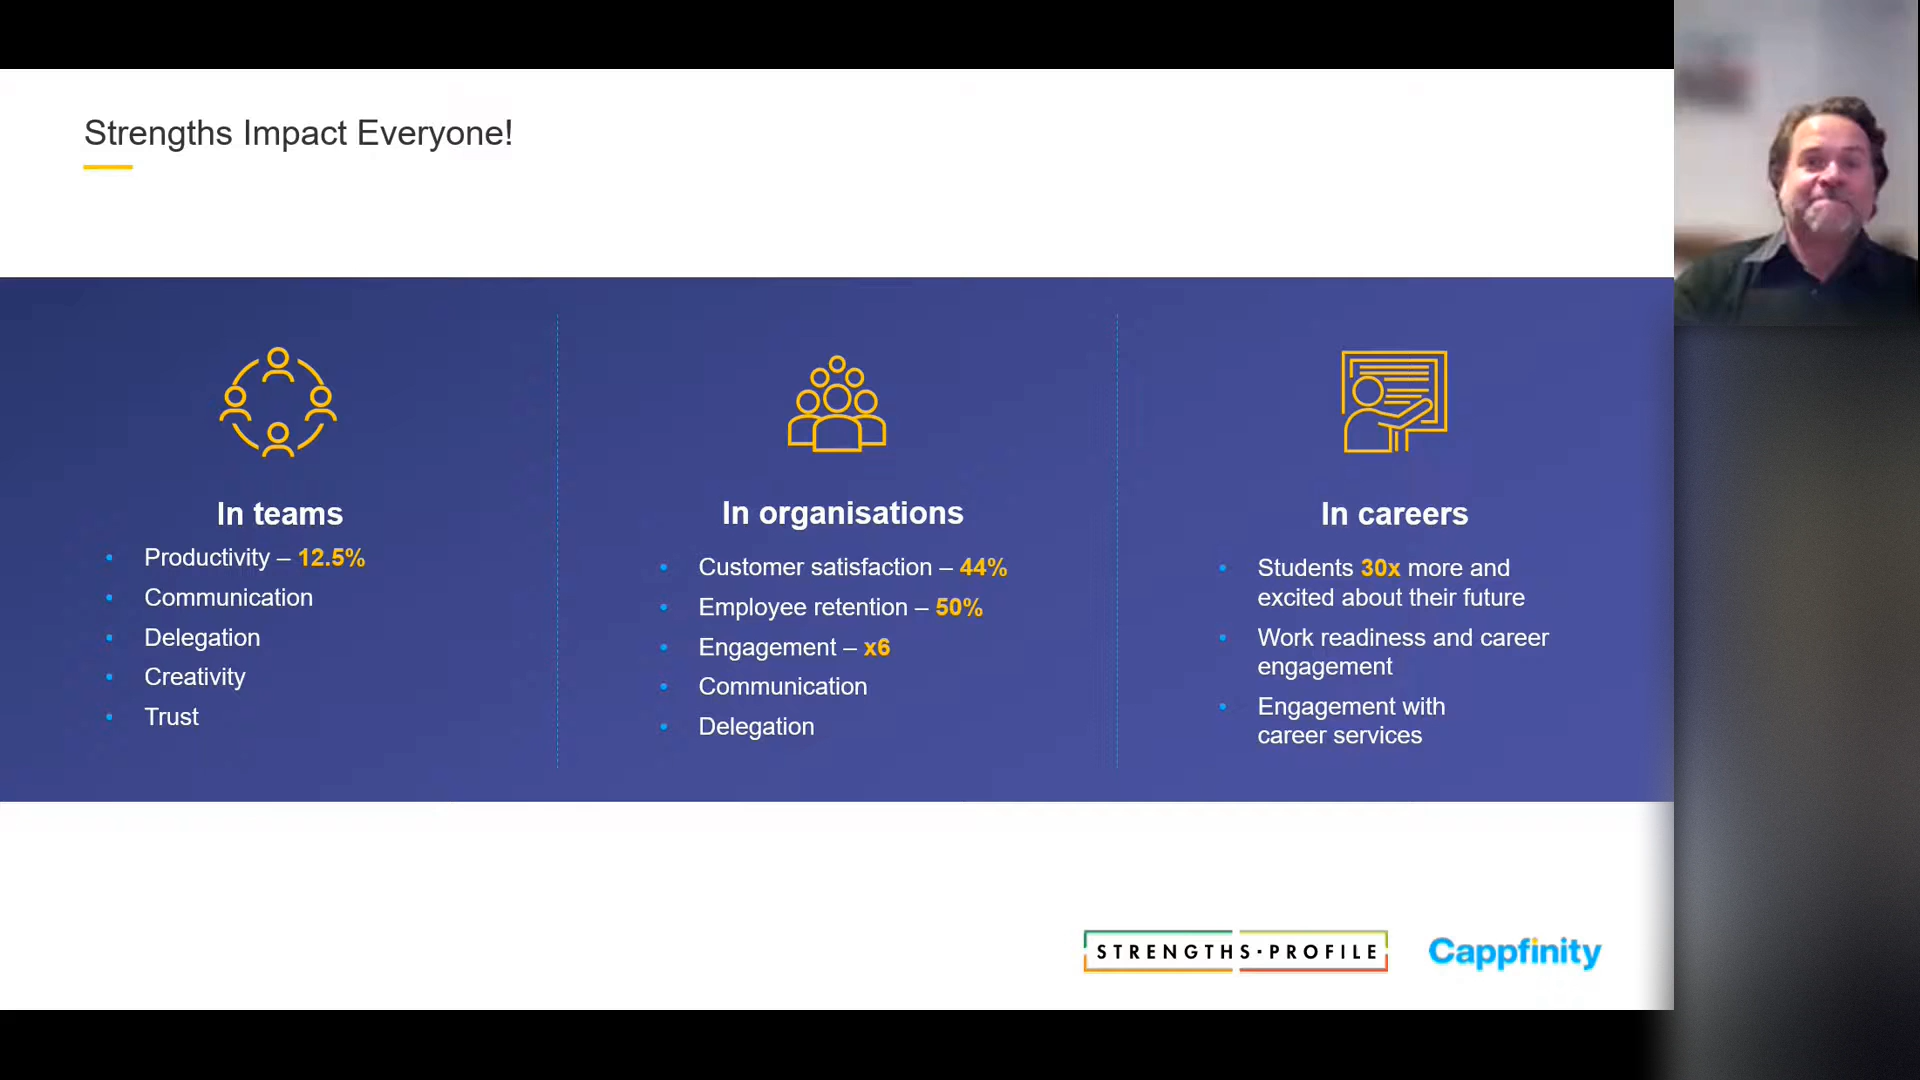 Strengths Impact Everyone!
In teams
• Productivity – 12.5%
• Communication
• Delegation
• Creativity
• Trust
In organisations
• Customer satisfaction – 44%
• Employee retention – 50%
• Engagement – x6
• Communication
• Delegation
In careers
• Students 30x more and
excited about their future
• Work readiness and career
engagement
• Engagement with
career services
STRENGTHS·PROFILE
Cappfinity